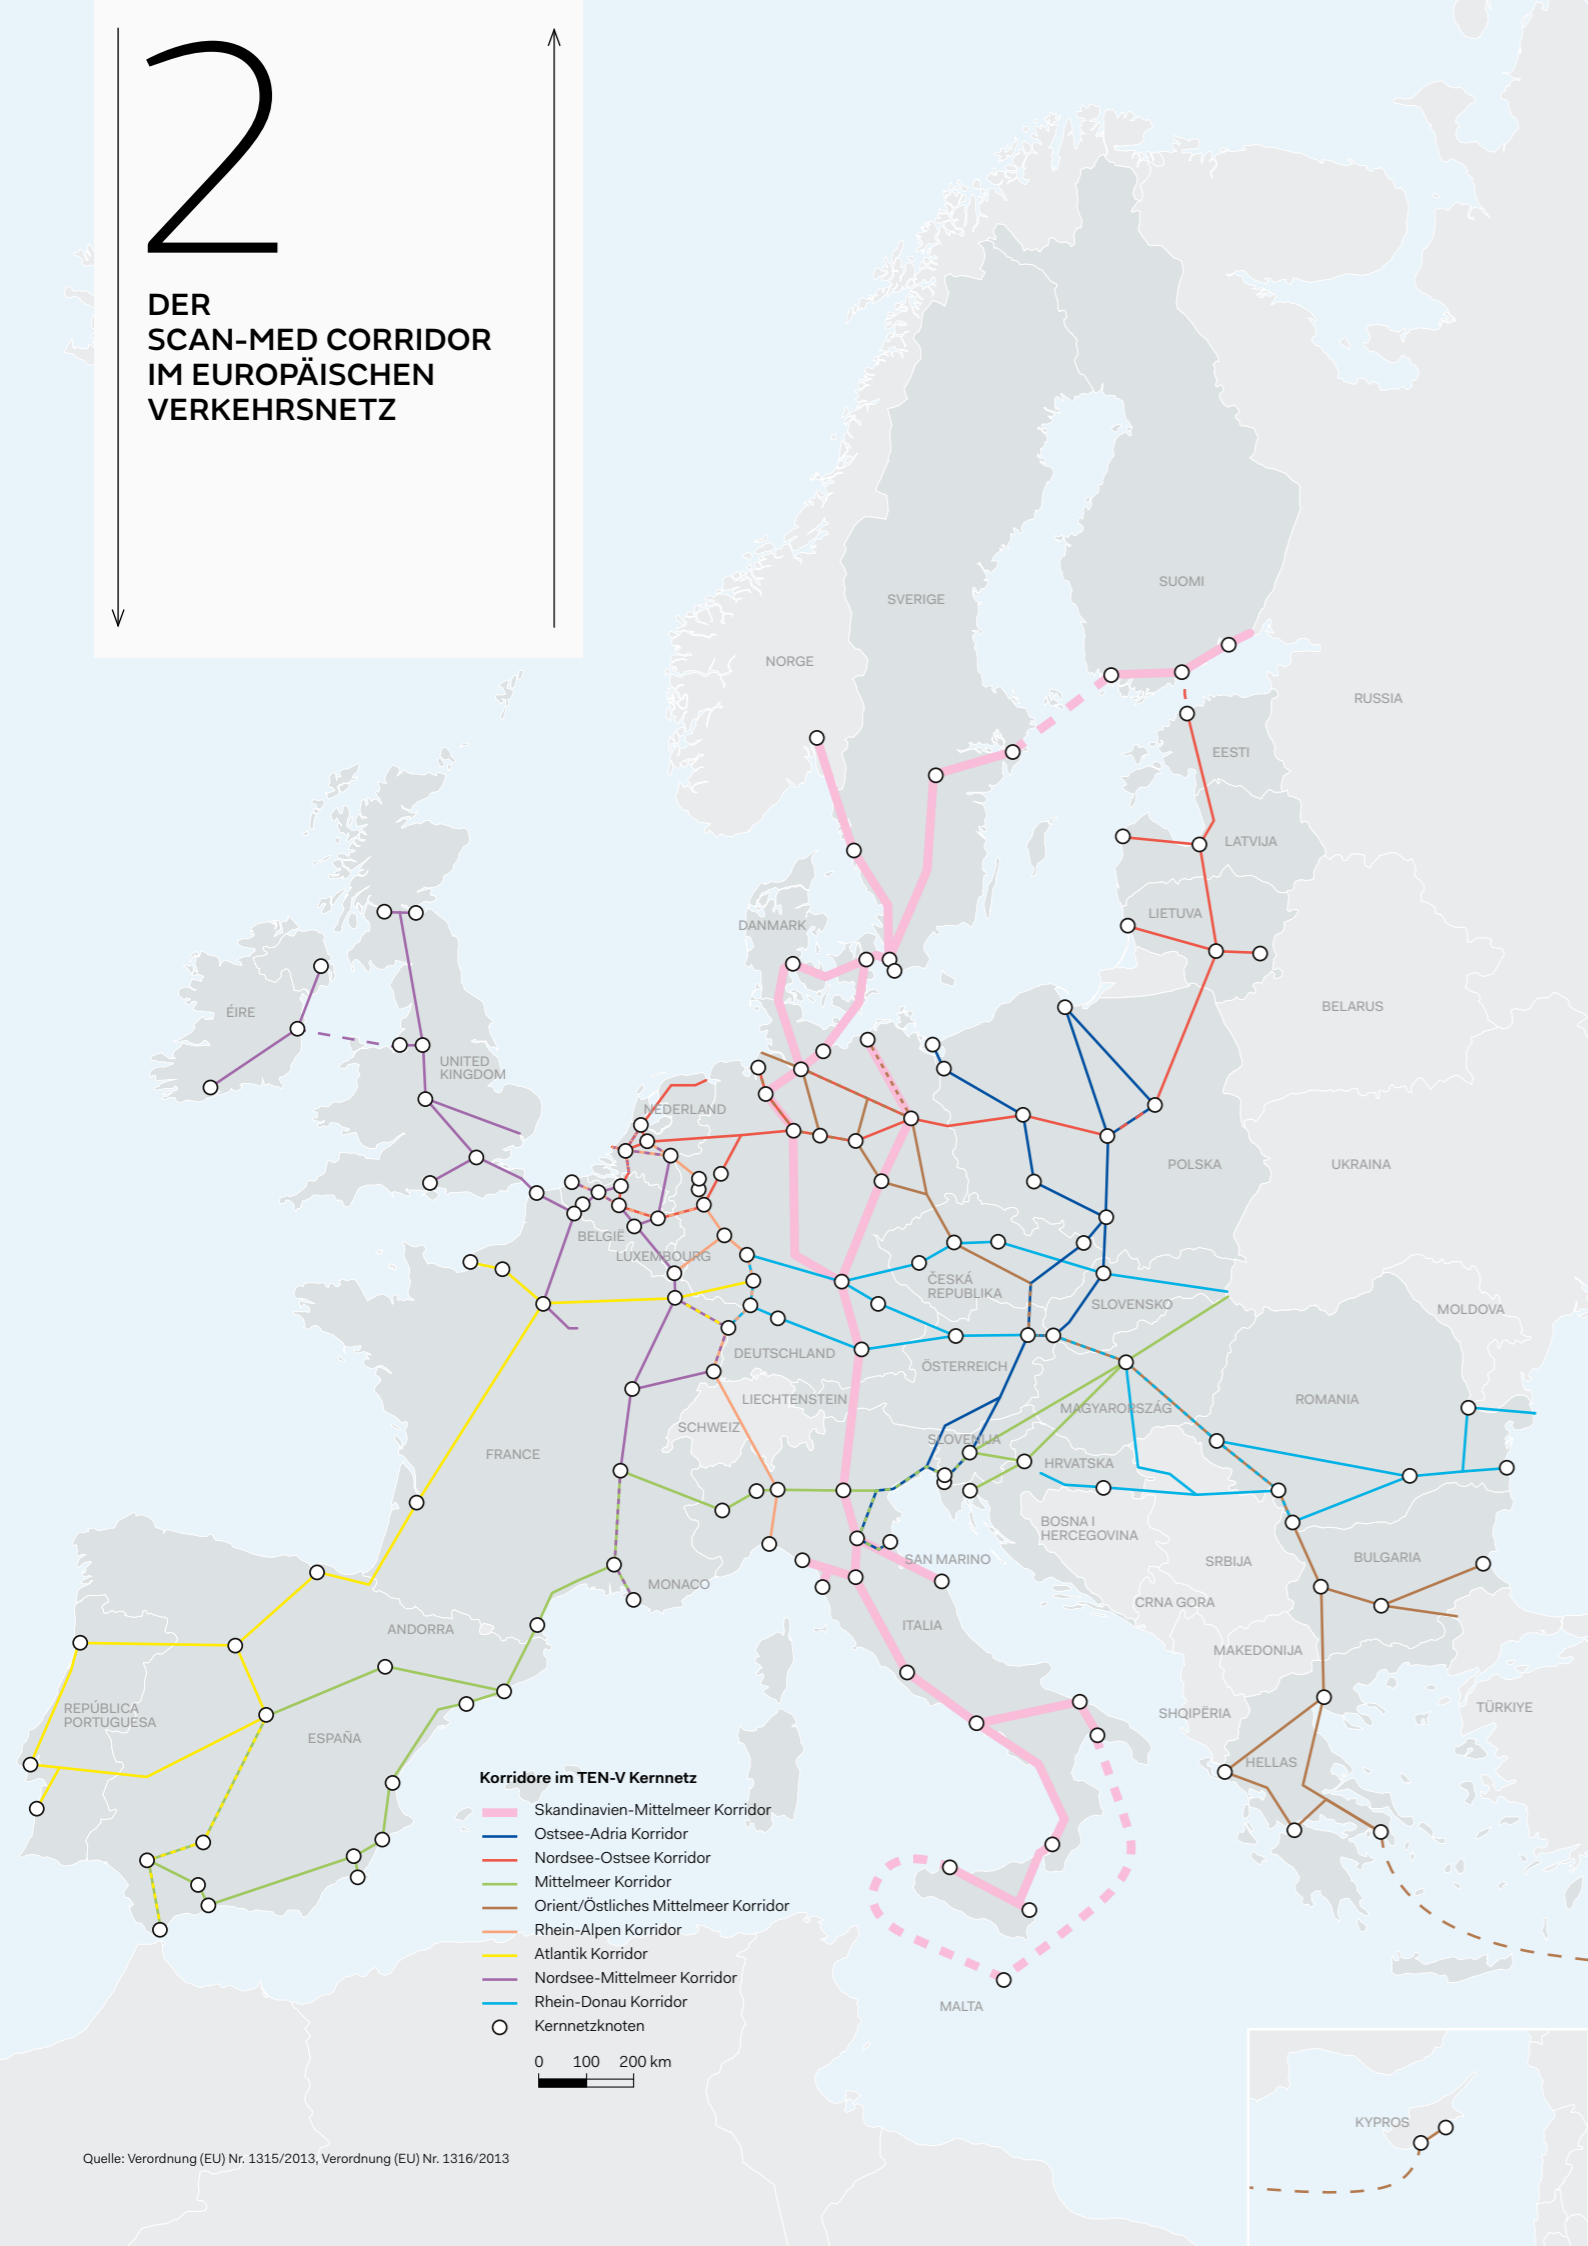 2
DER
SCAN-MED CORRIDOR
IM EUROPÄISCHEN
VERKEHRSNETZ
SUOMI
SVERIGE
NORGE
RUSSIA
EESTI
LATVIJA
LIETUVA
DANMARK
BELARUS
ÉIRE
UNITED
KINGDOM
NEDERLAND
POLSKA
UKRAINA
BELGIË
LUXEMBOURG
ČESKÁ
REPUBLIKA
SLOVENSKO
MOLDOVA
DEUTSCHLAND
ÖSTERREICH
LIECHTENSTEIN
MAGYARORSZÁG
ROMANIA
SCHWEIZ
SLOVENIJA
FRANCE
HRVATSKA
BOSNA I
HERCEGOVINA
SAN MARINO
SRBIJA
BULGARIA
MONACO
CRNA GORA
ITALIA
ANDORRA
MAKEDONIJA
REPÚBLICA
PORTUGUESA
SHQIPËRIA
TÜRKIYE
ESPAÑA
HELLAS
Korridore im TEN-V Kernnetz
Skandinavien-Mittelmeer Korridor
Ostsee-Adria Korridor
Nordsee-Ostsee Korridor
Mittelmeer Korridor
Orient/Östliches Mittelmeer Korridor
Rhein-Alpen Korridor
Atlantik Korridor
Nordsee-Mittelmeer Korridor
Rhein-Donau Korridor
Kernnetzknoten
MALTA
0 100 200 km
KYPROS
Quelle: Verordnung (EU) Nr. 1315/2013, Verordnung (EU) Nr. 1316/2013